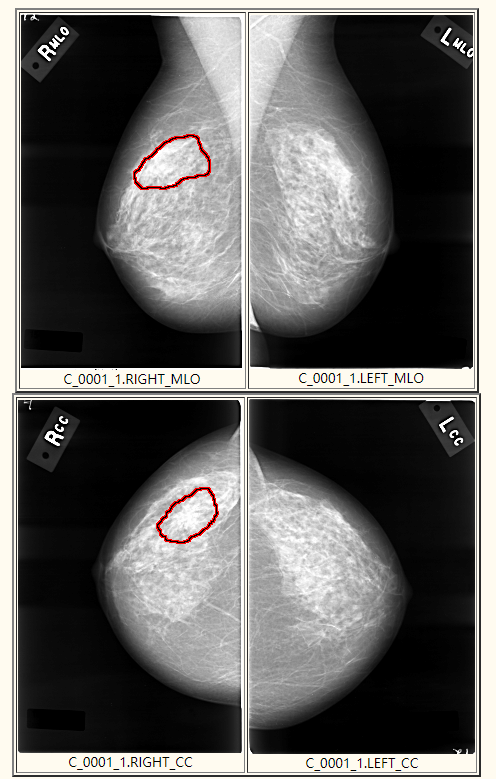 RMLO
LMLO
C_0001_1.RIGHT_MLO
C_0001_1.LEFT_MLO
RCC
LCC
C_0001_1.RIGHT_CC
C_0001_1.LEFT_CC